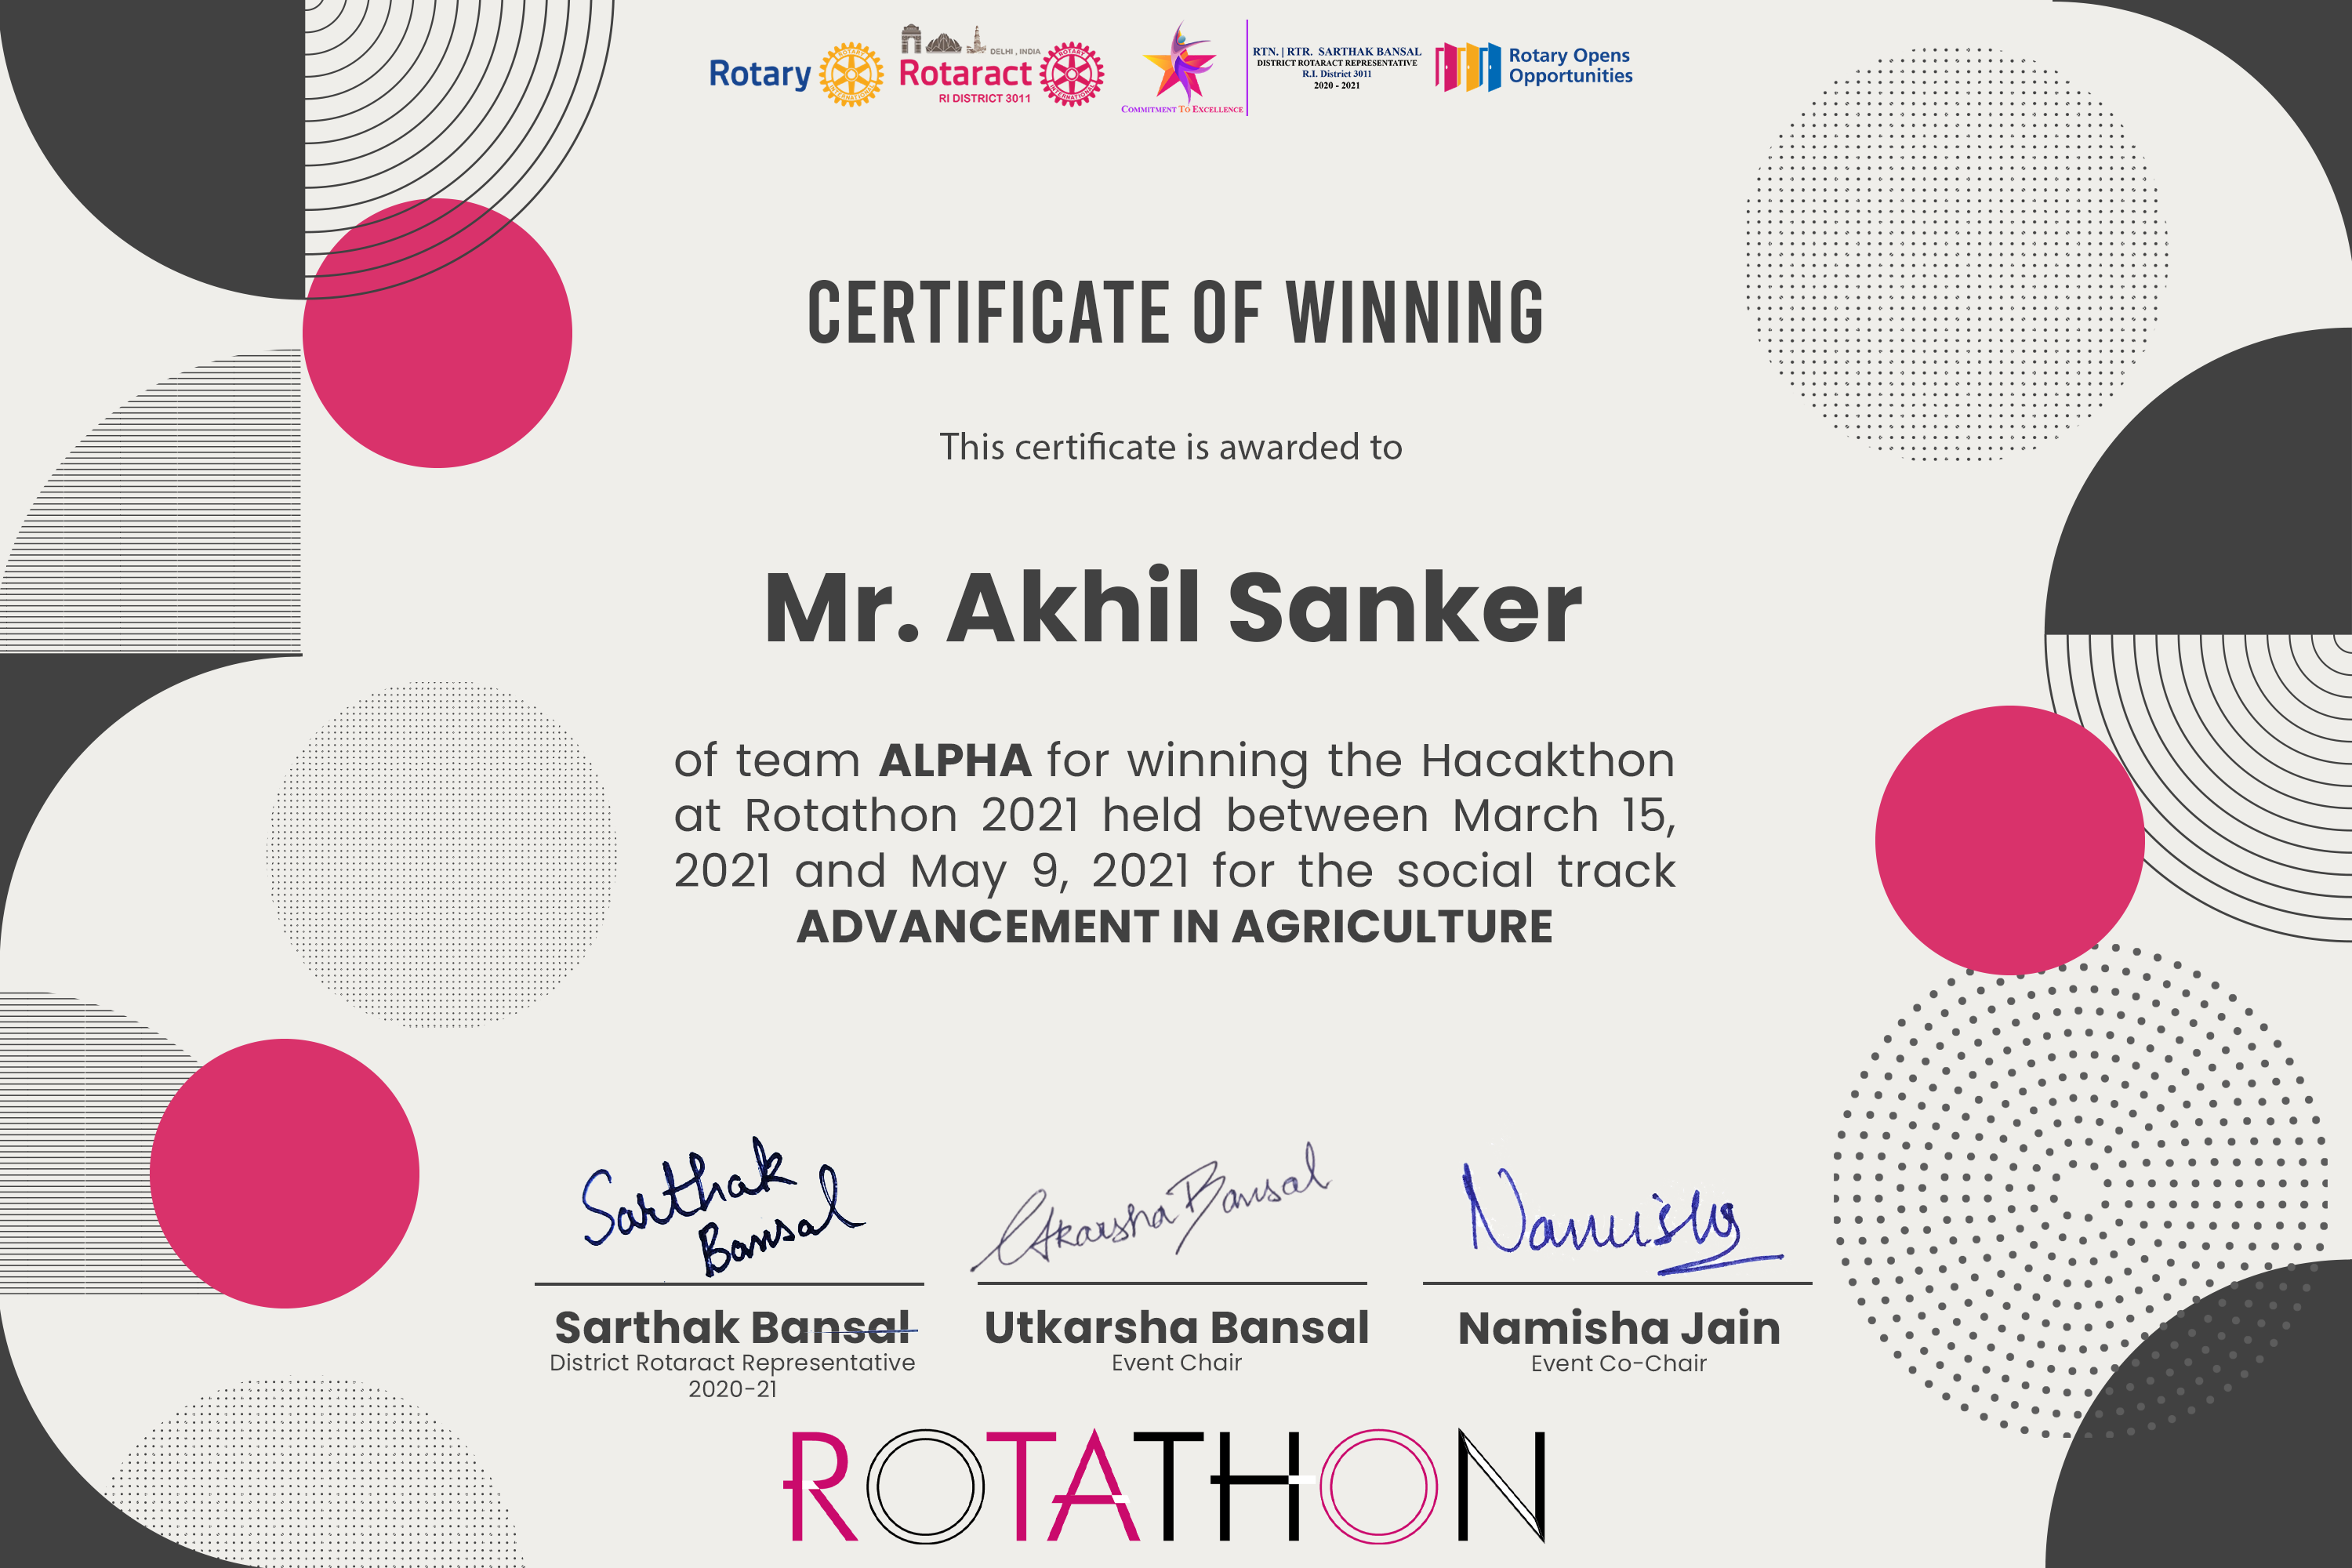 DELHI , INDIA
Rotary
Rotaract
RI DISTRICT 3011
COMMITMENT TO EXCELLENCE
RTN. | RTR. SARTHAK BANSAL
DISTRICT ROTARACT REPRESENTATIVE
R.I. District 3011
2020 - 2021
Rotary Opens
Opportunities
CERTIFICATE OF WINNING
This certificate is awarded to
Mr. Akhil Sanker
of team ALPHA for winning the Hacakthon
at Rotathon 2021 held between March 15,
2021 and May 9, 2021 for the social track
ADVANCEMENT IN AGRICULTURE
Sarthak
Bansal
Utkarsha Bansal
Namisha
Sarthak Bansal
District Rotaract Representative
2020-21
Utkarsha Bansal
Event Chair
Namisha Jain
Event Co-Chair
ROTATHON